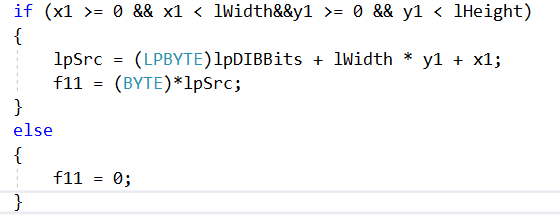 if (x1 >= 0 && x1 < lWidth&&y1 >= 0 && y1 < lHeight)
{
    lpSrc = (LPBYTE)lpDIBBits + lWidth * y1 + x1;
    f11 = (BYTE)*lpSrc;
}
else
{
    f11 = 0;
}